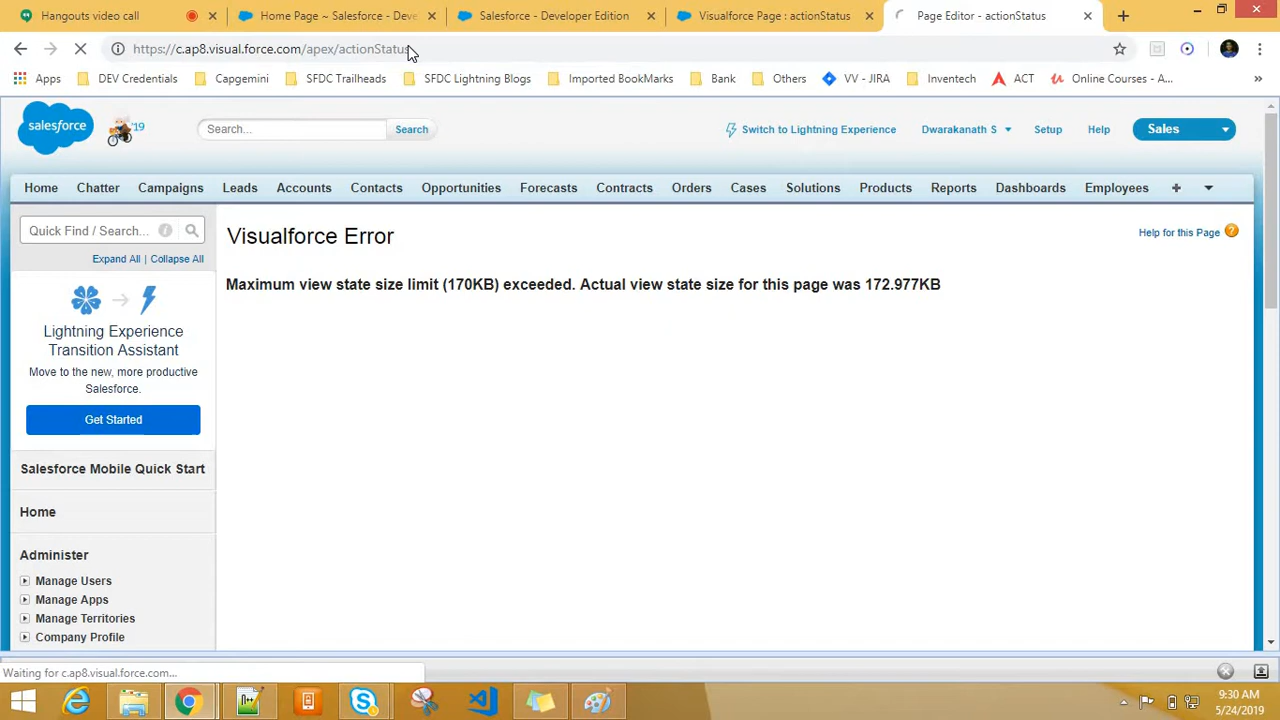 Hangouts video call
Home Page ~ Salesforce - Deve
Salesforce - Developer Edition
Visualforce Page : actionStatus
Page Editor - actionStatus
https://c.ap8.visual.force.com/apex/actionStatus
Apps
DEV Credentials
Capgemini
SFDC Trailheads
SFDC Lightning Blogs
Imported BookMarks
Bank
Others
VV - JIRA
Inventech
ACT
Online Courses - A...
»
salesforce
'19
Search...
Search
Switch to Lightning Experience
Dwarakanath S
Setup
Help
Sales
Home
Chatter
Campaigns
Leads
Accounts
Contacts
Opportunities
Forecasts
Contracts
Orders
Cases
Solutions
Products
Reports
Dashboards
Employees
+
Quick Find / Search...
Expand All | Collapse All
Lightning Experience
Transition Assistant
Move to the new, more productive
Salesforce.
Get Started
Salesforce Mobile Quick Start
Home
Administer
Manage Users
Manage Apps
Manage Territories
Company Profile
Visualforce Error
Help for this Page
Maximum view state size limit (170KB) exceeded. Actual view state size for this page was 172.977KB
Waiting for c.ap8.visual.force.com...
9:30 AM
5/24/2019